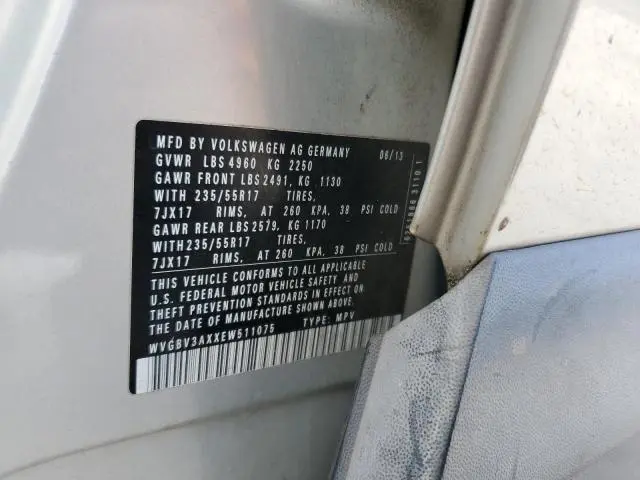 MFD BY VOLKSWAGEN AG GERMANY 06/13
GVWR LBS 4960 KG 2250
GAWR FRONT LBS 2491, KG 1130
WITH 235/55R17 TIRES,
7JX17 RIMS, AT 260 KPA, 38 PSI COLD
GAWR REAR LBS 2579, KG 1170
WITH 235/55R17 TIRES,
7JX17 RIMS, AT 260 KPA, 38 PSI COLD
THIS VEHICLE CONFORMS TO ALL APPLICABLE
U.S. FEDERAL MOTOR VEHICLE SAFETY AND
THEFT PREVENTION STANDARDS IN EFFECT ON
THE DATE OF MANUFACTURE SHOWN ABOVE.
WVGBV3AXXEW511075 TYPE: MPV